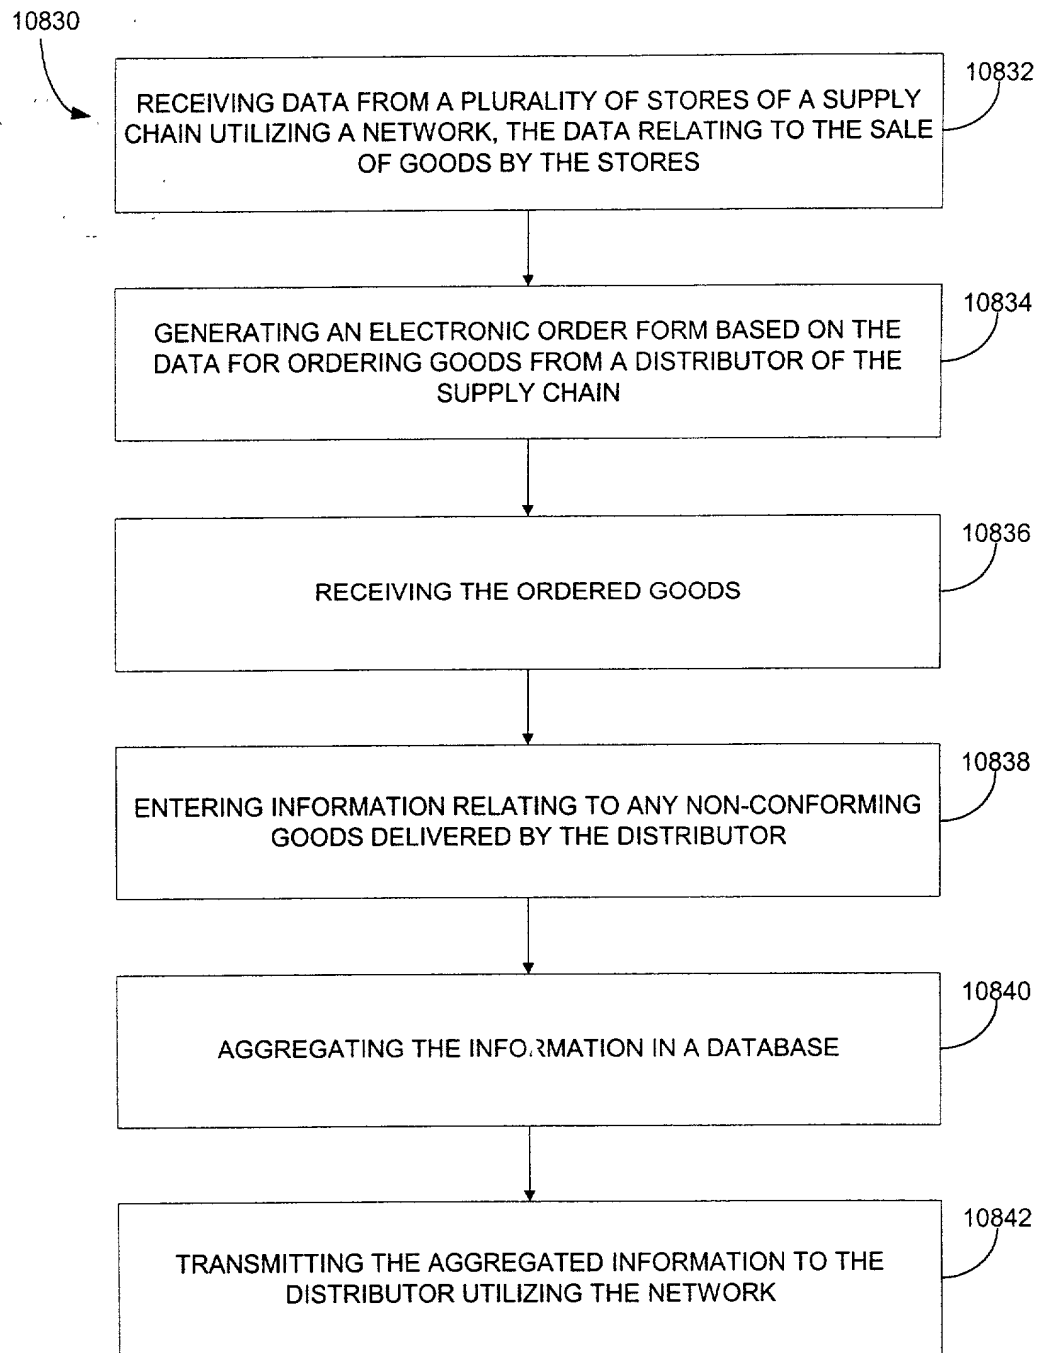 10830
10832
RECEIVING DATA FROM A PLURALITY OF STORES OF A SUPPLY
CHAIN UTILIZING A NETWORK, THE DATA RELATING TO THE SALE
OF GOODS BY THE STORES
10834
GENERATING AN ELECTRONIC ORDER FORM BASED ON THE
DATA FOR ORDERING GOODS FROM A DISTRIBUTOR OF THE
SUPPLY CHAIN
10836
RECEIVING THE ORDERED GOODS
10838
ENTERING INFORMATION RELATING TO ANY NON-CONFORMING
GOODS DELIVERED BY THE DISTRIBUTOR
10840
AGGREGATING THE INFORMATION IN A DATABASE
10842
TRANSMITTING THE AGGREGATED INFORMATION TO THE
DISTRIBUTOR UTILIZING THE NETWORK